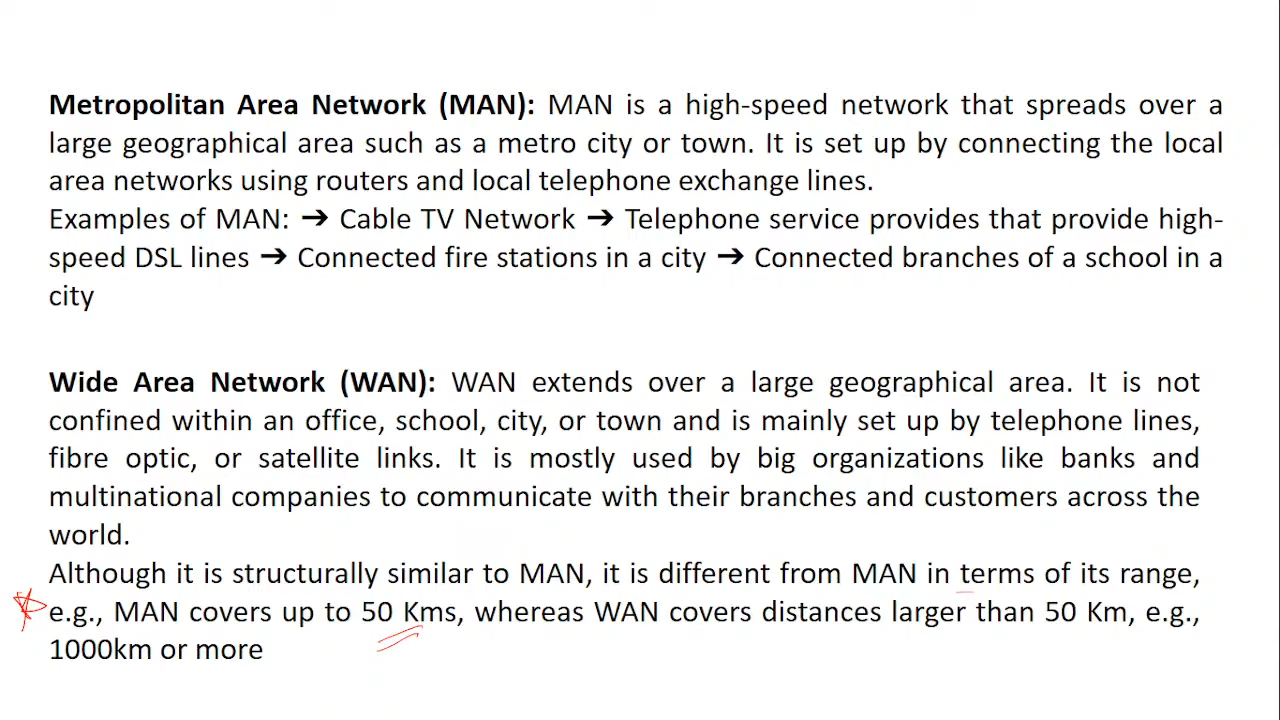 Metropolitan Area Network (MAN): MAN is a high-speed network that spreads over a
large geographical area such as a metro city or town. It is set up by connecting the local
area networks using routers and local telephone exchange lines.
Examples of MAN: ➔ Cable TV Network ➔ Telephone service provides that provide high-
speed DSL lines ➔ Connected fire stations in a city ➔ Connected branches of a school in a
city
Wide Area Network (WAN): WAN extends over a large geographical area. It is not
confined within an office, school, city, or town and is mainly set up by telephone lines,
fibre optic, or satellite links. It is mostly used by big organizations like banks and
multinational companies to communicate with their branches and customers across the
world.
Although it is structurally similar to MAN, it is different from MAN in terms of its range,
e.g., MAN covers up to 50 Kms, whereas WAN covers distances larger than 50 Km, e.g.,
1000km or more